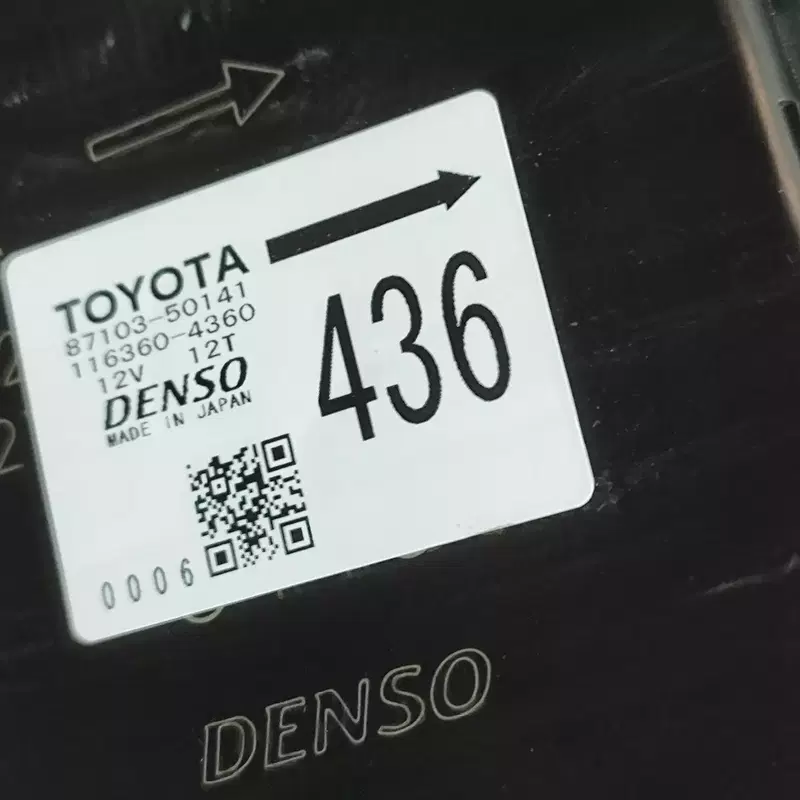 TOYOTA
87103-50141
116360-4360
12V 12T
DENSO
MADE IN JAPAN
436
0006
DENSO